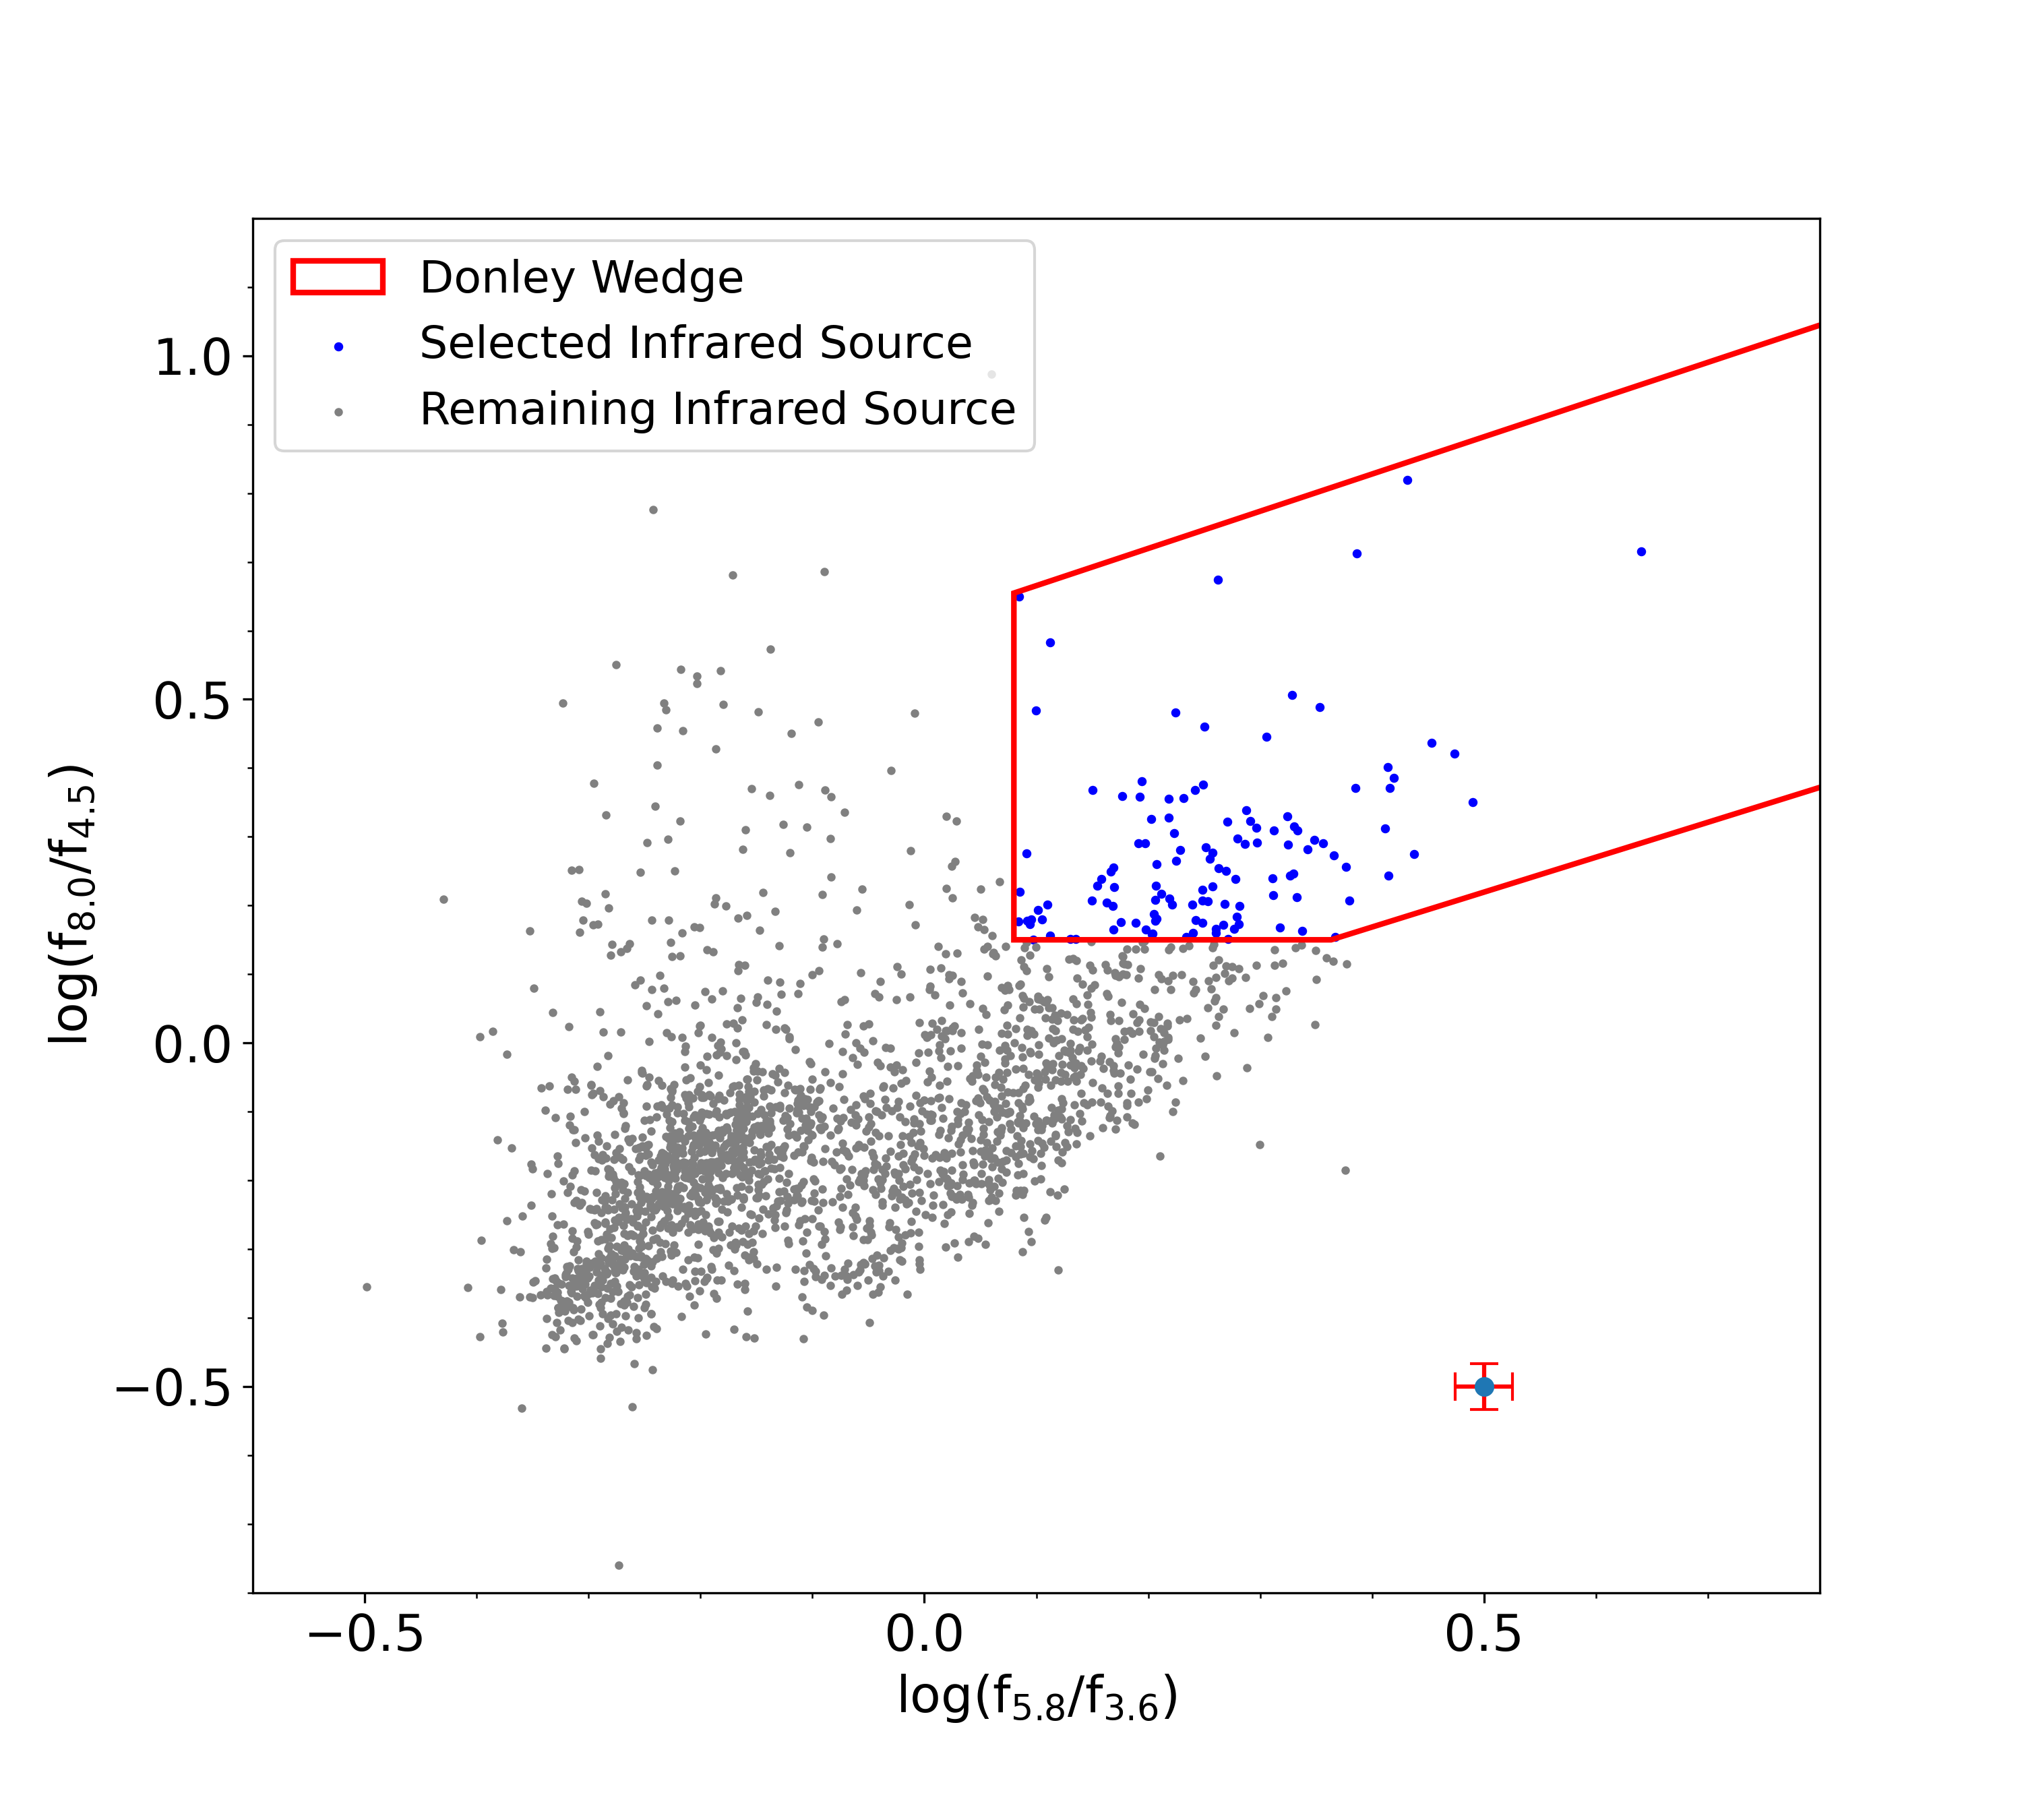 Donley Wedge
Selected Infrared Source
Remaining Infrared Source
1.0
0.5
0.0
−0.5
log(f8.0/f4.5)
−0.5
0.0
0.5
log(f5.8/f3.6)